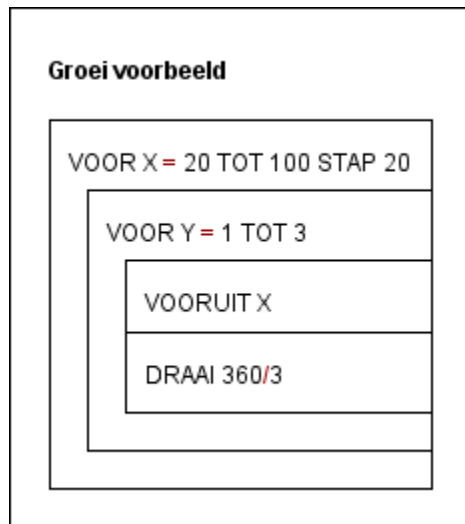 Groei voorbeeld
VOOR X = 20 TOT 100 STAP 20
VOOR Y = 1 TOT 3
VOORUIT X
DRAAI 360/3